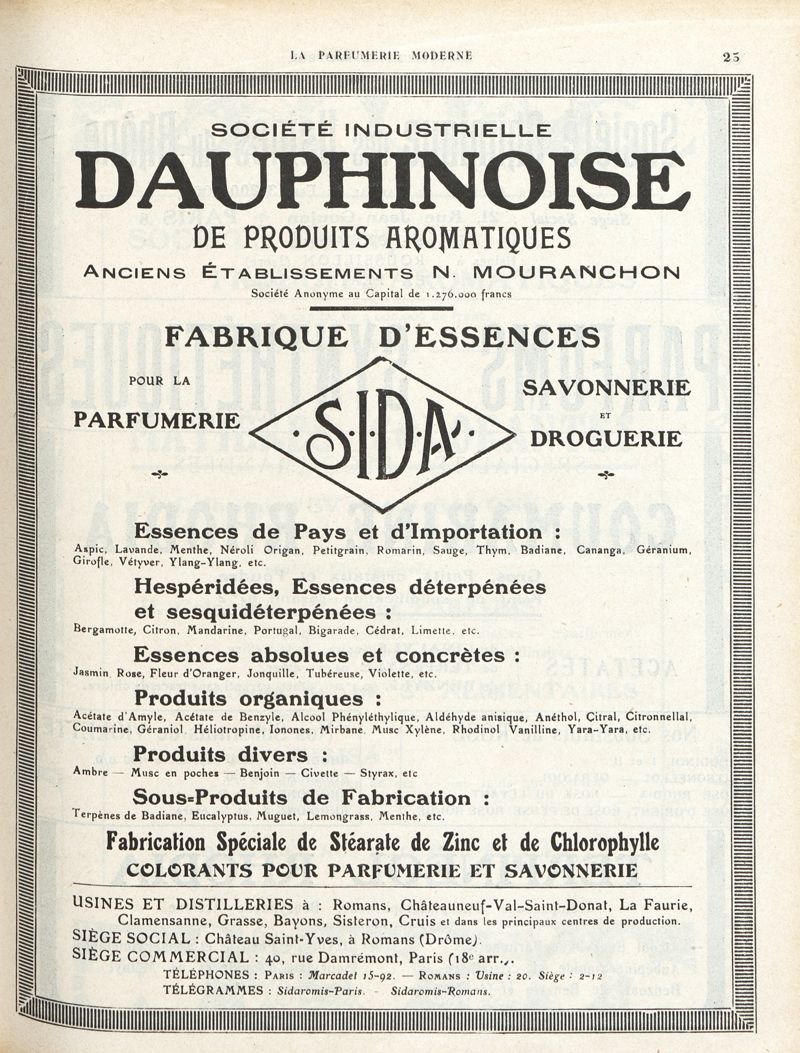 LA PARFUMERIE MODERNE 25
SOCIÉTÉ INDUSTRIELLE
DAUPHINOISE
DE PRODUITS AROMATIQUES
ANCIENS ÉTABLISSEMENTS N. MOURANCHON
Société Anonyme au Capital de 1.276.000 francs
FABRIQUE D'ESSENCES
POUR LA
PARFUMERIE
·S·I·D·A·
SAVONNERIE
ET
DROGUERIE
Essences de Pays et d'Importation :
Aspic, Lavande, Menthe, Néroli Origan, Petitgrain, Romarin, Sauge, Thym, Badiane, Cananga, Géranium,
Girofle, Vétyver, Ylang-Ylang, etc.
Hespéridées, Essences déterpénées
et sesquidéterpénées :
Bergamotte, Citron, Mandarine, Portugal, Bigarade, Cédrat, Limette, etc.
Essences absolues et concrètes :
Jasmin, Rose, Fleur d'Oranger, Jonquille, Tubéreuse, Violette, etc.
Produits organiques :
Acétate d'Amyle, Acétate de Benzyle, Alcool Phényléthylique, Aldéhyde anisique, Anéthol, Citral, Citronnellal,
Coumarine, Géraniol, Héliotropine, Ionones, Mirbane, Musc Xylène, Rhodinol Vanilline, Yara-Yara, etc.
Produits divers :
Ambre — Musc en poches — Benjoin — Civette — Styrax, etc
Sous-Produits de Fabrication :
Terpènes de Badiane, Eucalyptus, Muguet, Lemongrass, Menthe, etc.
Fabrication Spéciale de Stéarate de Zinc et de Chlorophylle
COLORANTS POUR PARFUMERIE ET SAVONNERIE
USINES ET DISTILLERIES à : Romans, Châteauneuf-Val-Saint-Donat, La Faurie,
Clamensanne, Grasse, Bayons, Sisteron, Cruis et dans les principaux centres de production.
SIÈGE SOCIAL : Château Saint-Yves, à Romans (Drôme).
SIÈGE COMMERCIAL : 40, rue Damrémont, Paris (18e arr.).
TÉLÉPHONES : PARIS : Marcadet 15-92. — ROMANS : Usine : 20. Siège : 2-12
TÉLÉGRAMMES : Sidaromis-Paris. - Sidaromis-Romans.